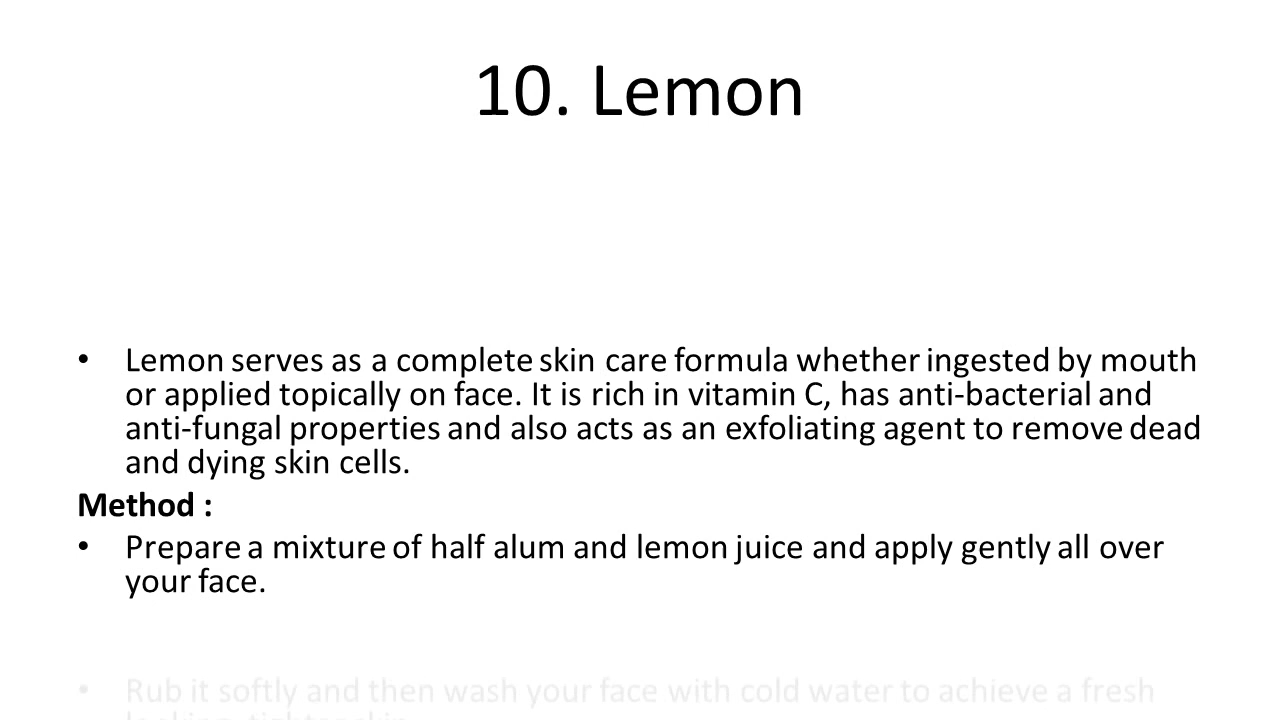 10. Lemon
• Lemon serves as a complete skin care formula whether ingested by mouth
or applied topically on face. It is rich in vitamin C, has anti-bacterial and
anti-fungal properties and also acts as an exfoliating agent to remove dead
and dying skin cells.
Method :
• Prepare a mixture of half alum and lemon juice and apply gently all over
your face.
• Rub it softly and then wash your face with cold water to achieve a fresh
looking, tighter skin.